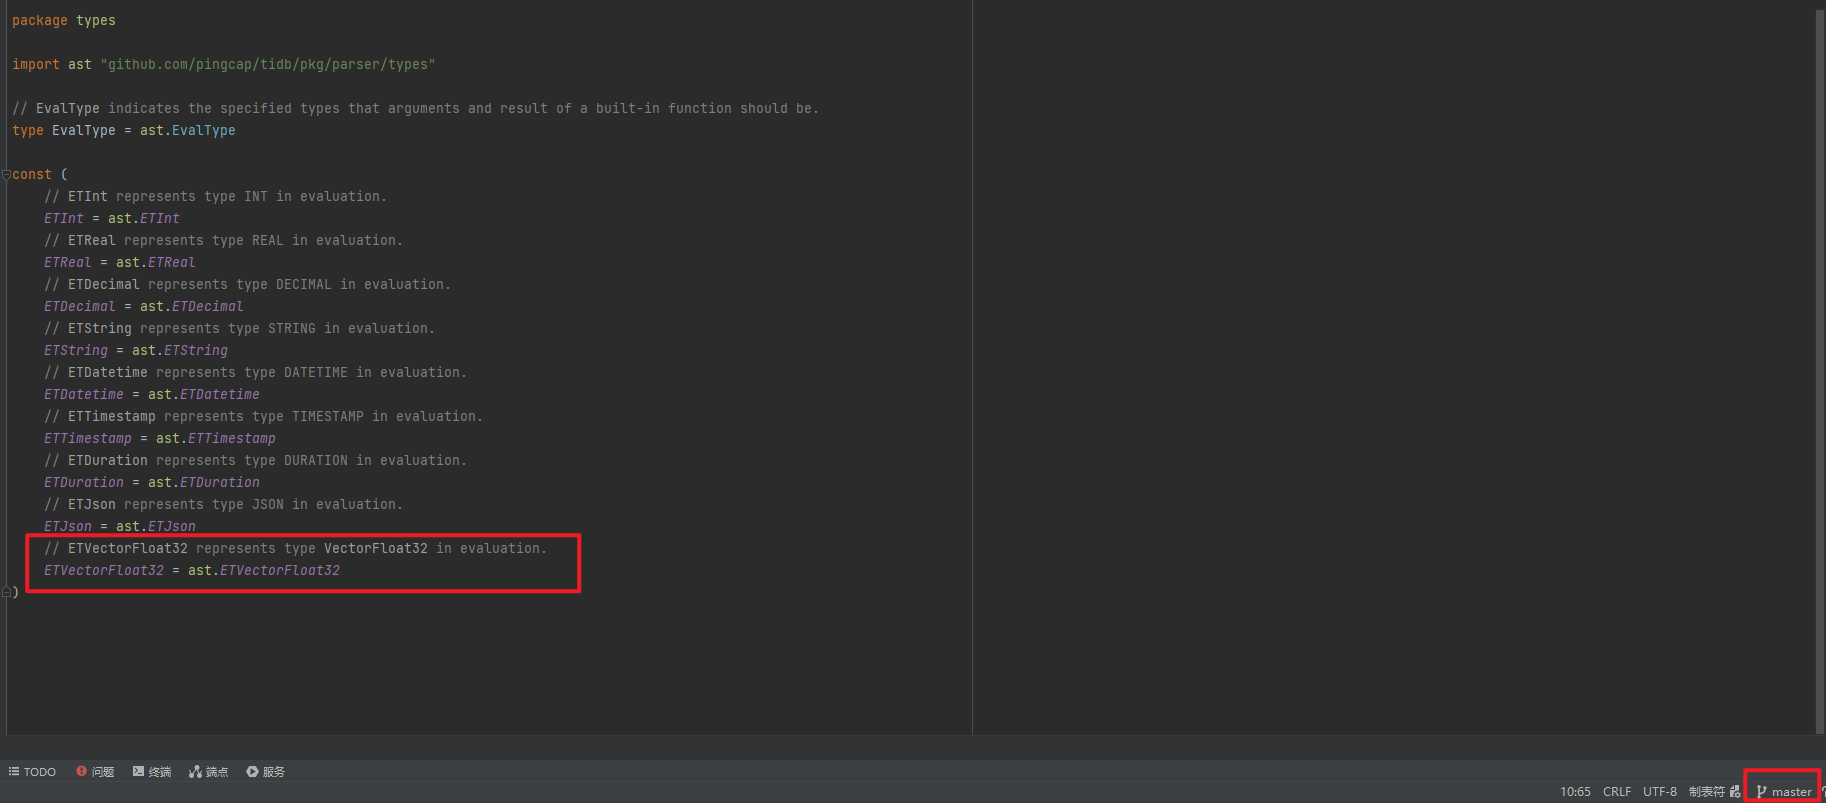 package types
import ast "github.com/pingcap/tidb/pkg/parser/types"
// EvalType indicates the specified types that arguments and result of a built-in function should be.
type EvalType = ast.EvalType
const (
// ETInt represents type INT in evaluation.
ETInt = ast.ETInt
// ETReal represents type REAL in evaluation.
ETReal = ast.ETReal
// ETDecimal represents type DECIMAL in evaluation.
ETDecimal = ast.ETDecimal
// ETString represents type STRING in evaluation.
ETString = ast.ETString
// ETDatetime represents type DATETIME in evaluation.
ETDatetime = ast.ETDatetime
// ETTimestamp represents type TIMESTAMP in evaluation.
ETTimestamp = ast.ETTimestamp
// ETDuration represents type DURATION in evaluation.
ETDuration = ast.ETDuration
// ETJson represents type JSON in evaluation.
ETJson = ast.ETJson
// ETVectorFloat32 represents type VectorFloat32 in evaluation.
ETVectorFloat32 = ast.ETVectorFloat32
)
TODO 问题 终端 端点 服务
10:65 CRLF UTF-8 制表符 master